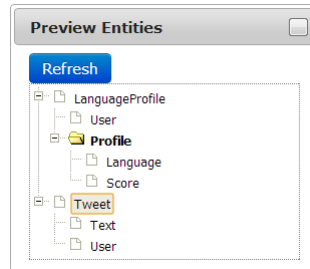 Preview Entities
Refresh
LanguageProfile
User
Profile
Language
Score
Tweet
Text
User